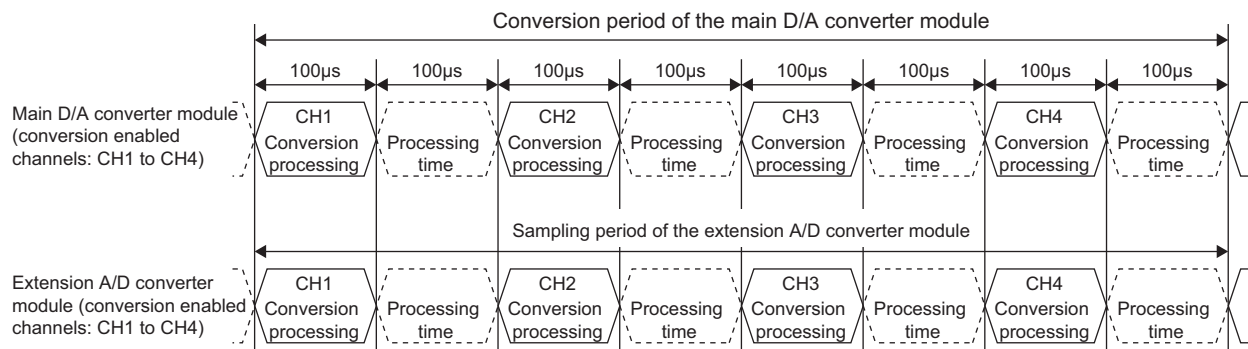 Conversion period of the main D/A converter module
100µs 100µs 100µs 100µs 100µs 100µs 100µs 100µs
Main D/A converter module
(conversion enabled
channels: CH1 to CH4)
CH1
Conversion
processing
Processing
time
CH2
Conversion
processing
Processing
time
CH3
Conversion
processing
Processing
time
CH4
Conversion
processing
Processing
time
Sampling period of the extension A/D converter module
Extension A/D converter
module (conversion enabled
channels: CH1 to CH4)
CH1
Conversion
processing
Processing
time
CH2
Conversion
processing
Processing
time
CH3
Conversion
processing
Processing
time
CH4
Conversion
processing
Processing
time